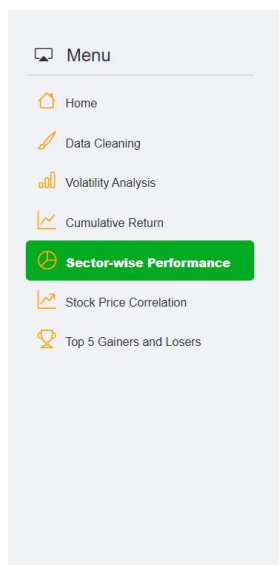 Menu
Home
Data Cleaning
Volatility Analysis
Cumulative Return
Sector-wise Performance
Stock Price Correlation
Top 5 Gainers and Losers